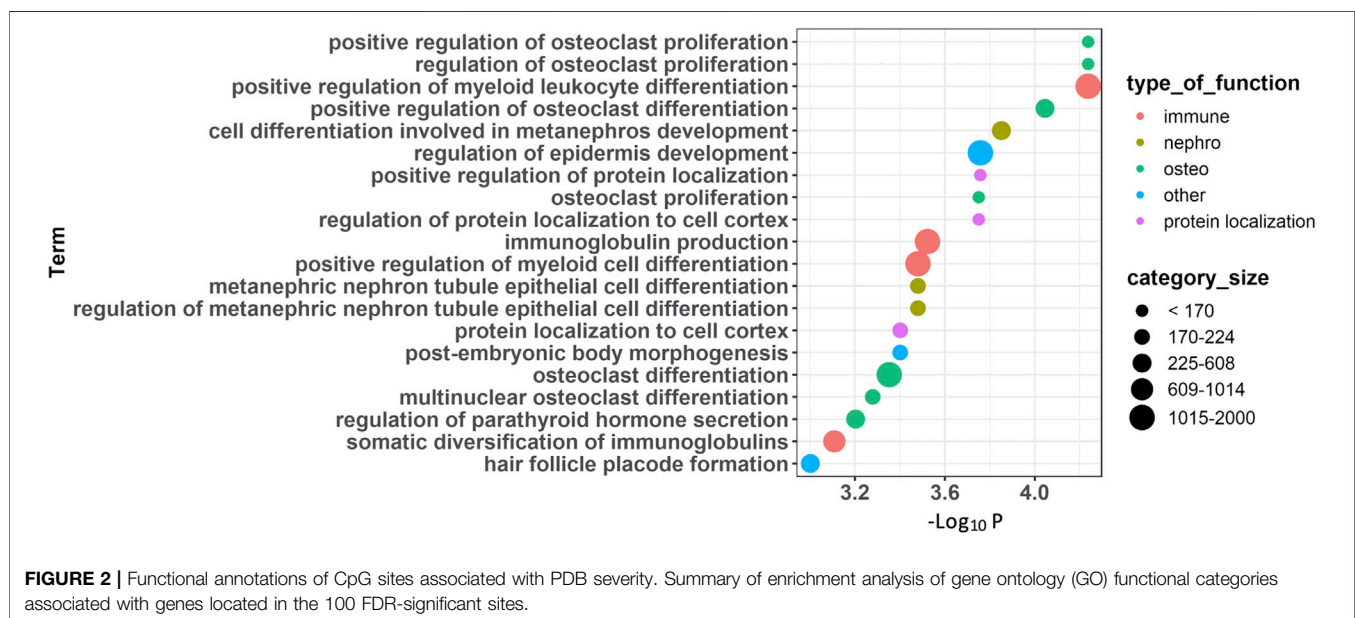 positive regulation of osteoclast proliferation
regulation of osteoclast proliferation
positive regulation of myeloid leukocyte differentiation
positive regulation of osteoclast differentiation
cell differentiation involved in metanephros development
regulation of epidermis development
positive regulation of protein localization
osteoclast proliferation
regulation of protein localization to cell cortex
immunoglobulin production
positive regulation of myeloid cell differentiation
metanephric nephron tubule epithelial cell differentiation
regulation of metanephric nephron tubule epithelial cell differentiation
protein localization to cell cortex
post-embryonic body morphogenesis
osteoclast differentiation
multinuclear osteoclast differentiation
regulation of parathyroid hormone secretion
somatic diversification of immunoglobulins
hair follicle placode formation
Term
3.2 3.6 4.0
-Log10 P
type_of_function
immune
nephro
osteo
other
protein localization
category_size
< 170
170-224
225-608
609-1014
1015-2000
FIGURE 2 | Functional annotations of CpG sites associated with PDB severity. Summary of enrichment analysis of gene ontology (GO) functional categories
associated with genes located in the 100 FDR-significant sites.